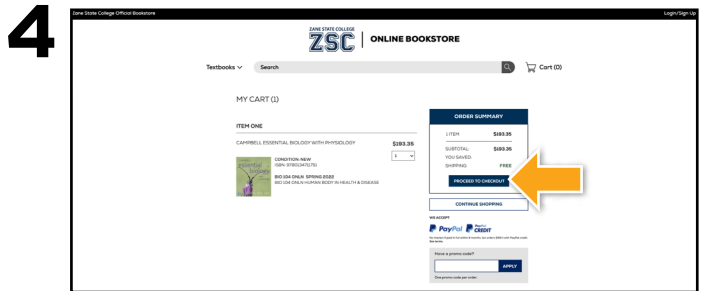 4
Zane State College Official Bookstore
Login/Sign Up
ZANE STATE COLLEGE
ZSC
ONLINE BOOKSTORE
Textbooks
Search
Cart (0)
MY CART (1)
ITEM ONE
CAMPBELL ESSENTIAL BIOLOGY WITH PHYSIOLOGY
$193.35
1
essential
biology
CONDITION: NEW
BIO 104 ONLN SPRING 2022
BIO 104 ONLN HUMAN BODY IN HEALTH & DISEASE
ORDER SUMMARY
1 ITEM
$193.35
SUBTOTAL:
$193.35
YOU SAVED:
SHIPPING:
FREE
PROCEED TO CHECKOUT
CONTINUE SHOPPING
WE ACCEPT
PayPal
PayPal
CREDIT
Have a promo code?
APPLY
One promo code per order.